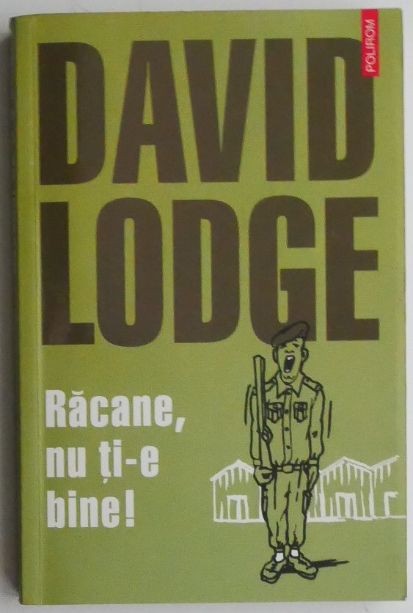 POLIROM
DAVID
LODGE
Răcane,
nu ți-e
bine!